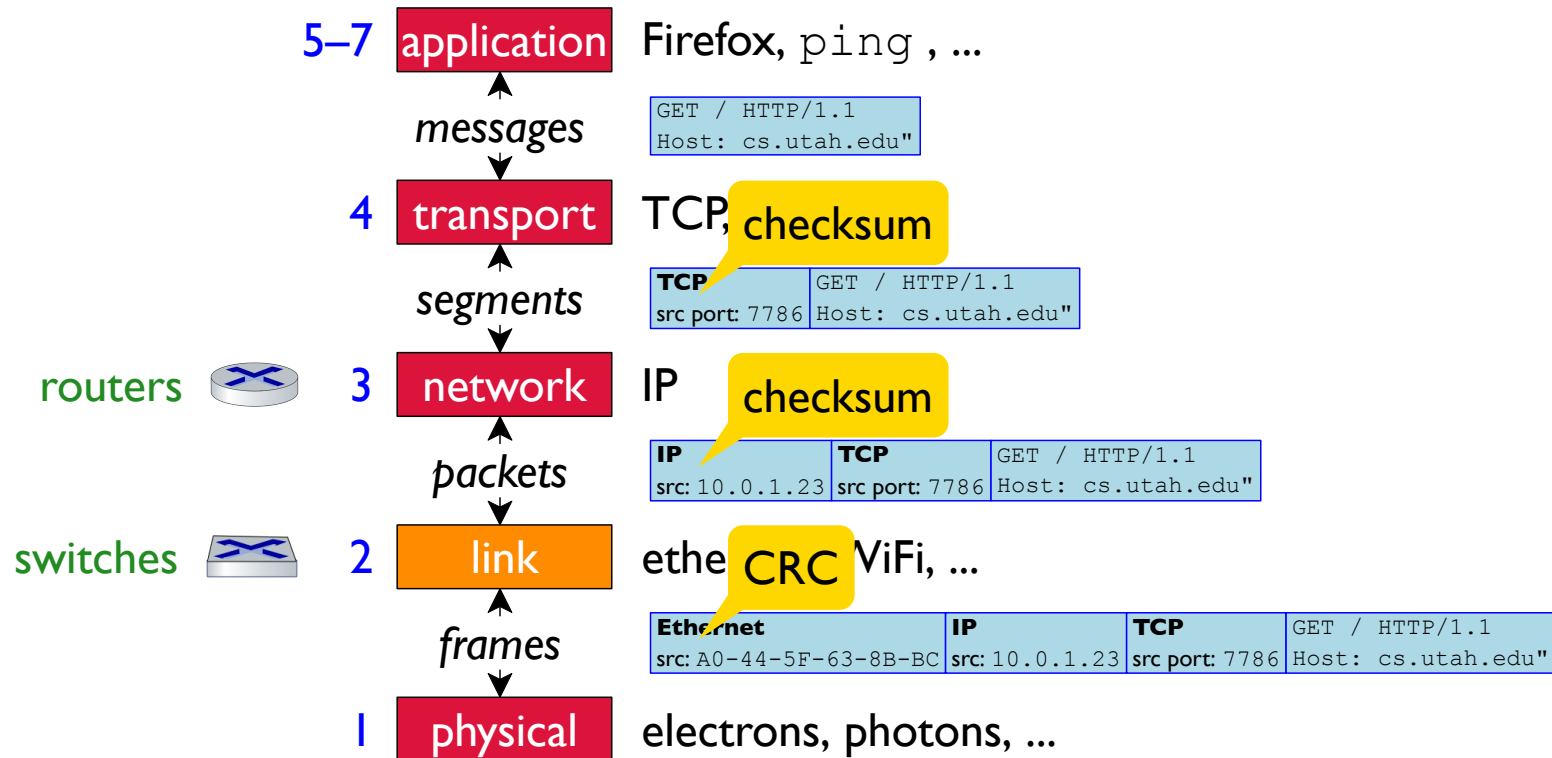 5–7 application Firefox, ping , ...
messages
GET / HTTP/1.1
Host: cs.utah.edu"
4 transport TCP, checksum
segments
TCP GET / HTTP/1.1
src port: 7786 Host: cs.utah.edu"
routers 3 network IP checksum
packets
IP TCP GET / HTTP/1.1
src: 10.0.1.23 src port: 7786 Host: cs.utah.edu"
switches 2 link CRC WiFi, ...
frames
Ethernet IP TCP GET / HTTP/1.1
src: A0-44-5F-63-8B-BC src: 10.0.1.23 src port: 7786 Host: cs.utah.edu"
1 physical electrons, photons, ...